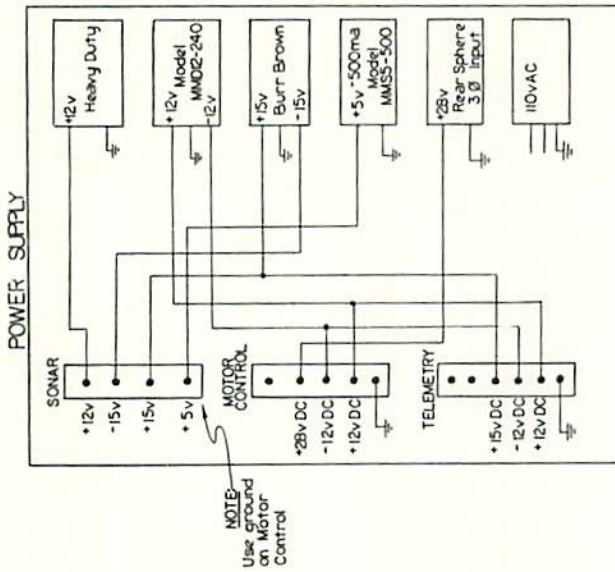 POWER SUPPLY
SONAR
+12v
-15v
+15v
+5v
NOTE:
Use ground
on Motor
Control
MOTOR
CONTROL
+28v DC
-12v DC
+12v DC
TELEMETRY
+15v DC
-12v DC
+12v DC
+12v
Heavy Duty
+12v
Model
MMD12-240
-12v
+15v
Burr Brown
-15v
+5v -500ma
Model
MMS5-500
+28v
Rear Sphere
3 Ø Input
110vAC